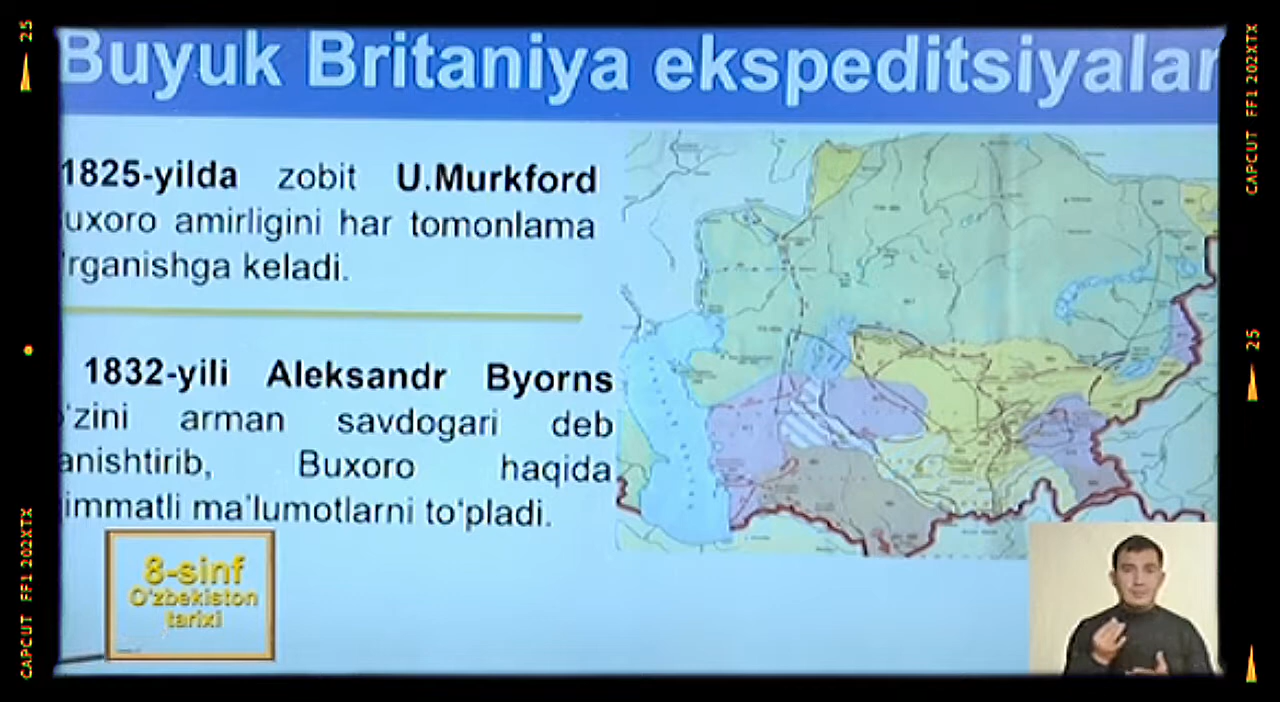 Buyuk Britaniya ekspeditsiyalar
1825-yilda zobit U.Murkford
uxoro amirligini har tomonlama
'rganishga keladi.
1832-yili Aleksandr Byorns
'zini arman savdogari deb
anishtirib, Buxoro haqida
immatli ma'lumotlarni to'pladi.
8-sinf
O'zbekiston
tarixi
25
CAPCUT FF1 202XTX
CAPCUT FF1 202XTX
25